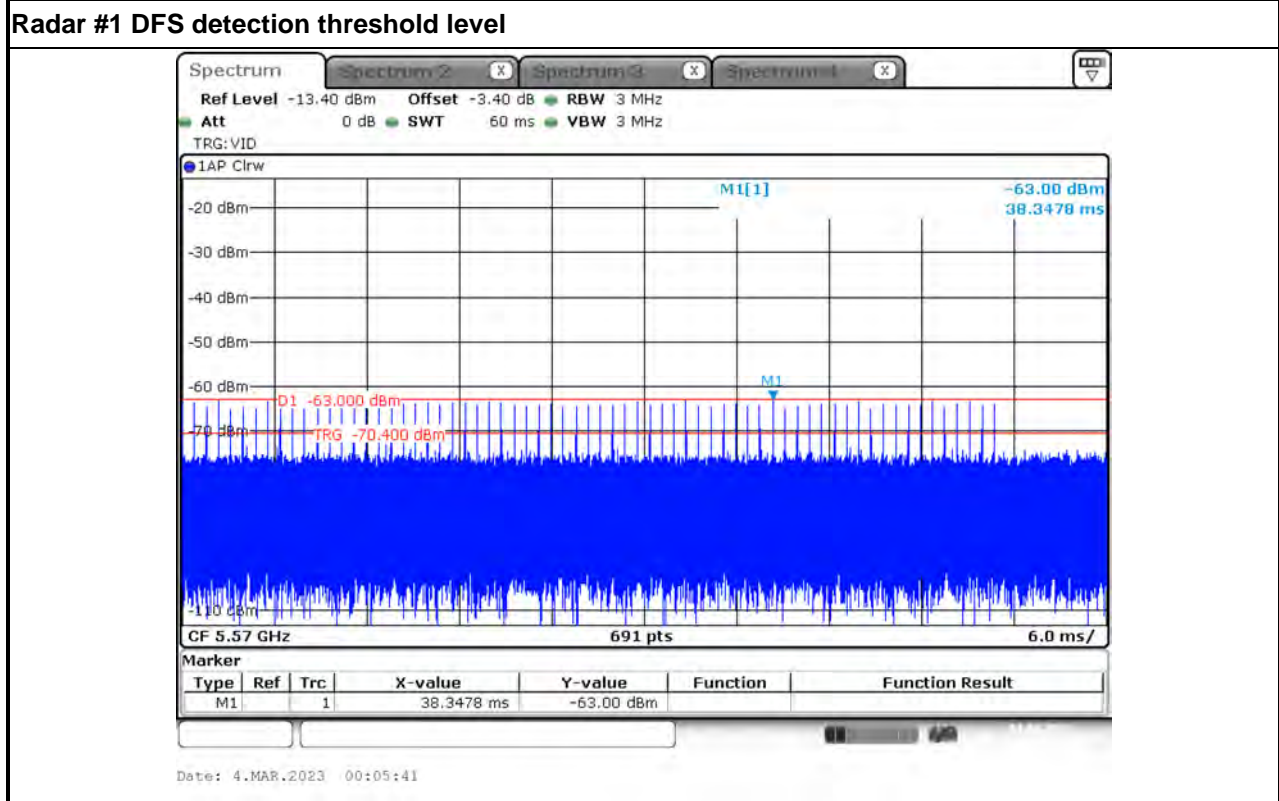 Radar #1 DFS detection threshold level
Spectrum Spectrum 2 X Spectrum 3 X Spectrum 4 X
Ref Level -13.40 dBm Offset -3.40 dB RBW 3 MHz
Att 0 dB SWT 60 ms VBW 3 MHz
TRG:VID
1AP Clrw
M1[1] -63.00 dBm
38.3478 ms
-20 dBm
-30 dBm
-40 dBm
-50 dBm
-60 dBm
M1
D1 -63.000 dBm
-70 dBm
TRG -70.400 dBm
-110 dBm
CF 5.57 GHz 691 pts 6.0 ms/
Marker
Type Ref Trc X-value Y-value Function Function Result
M1 1 38.3478 ms -63.00 dBm
Date: 4.MAR.2023 00:05:41